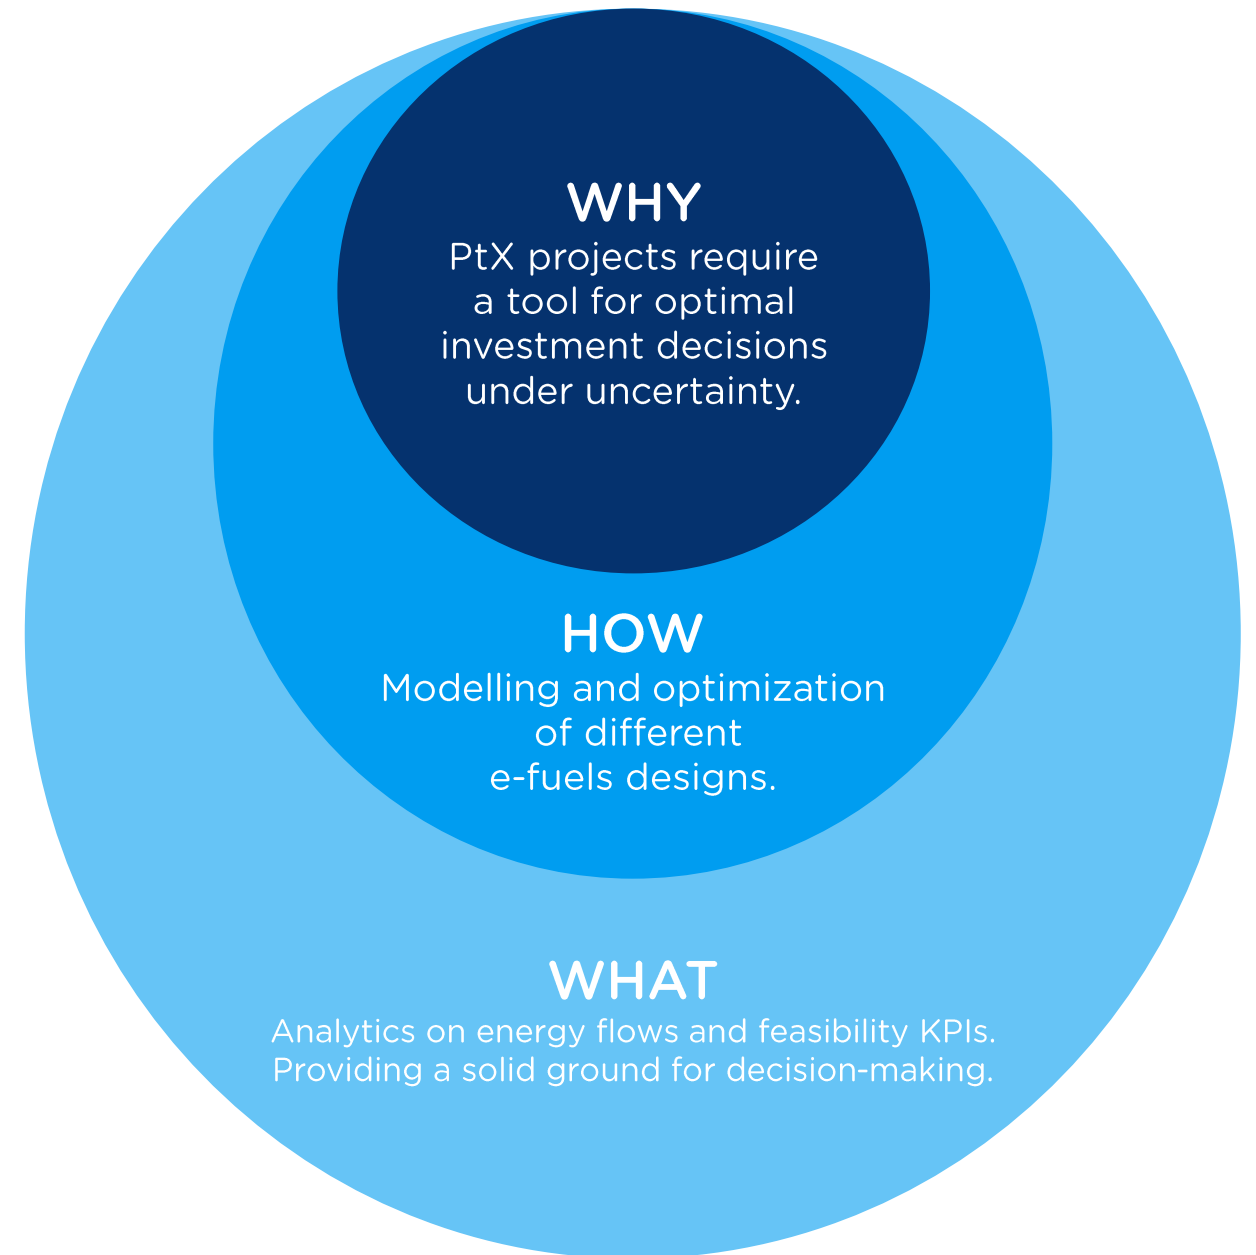 WHY
PtX projects require
a tool for optimal
investment decisions
under uncertainty.
HOW
Modelling and optimization
of different
e-fuels designs.
WHAT
Analytics on energy flows and feasibility KPIs.
Providing a solid ground for decision-making.